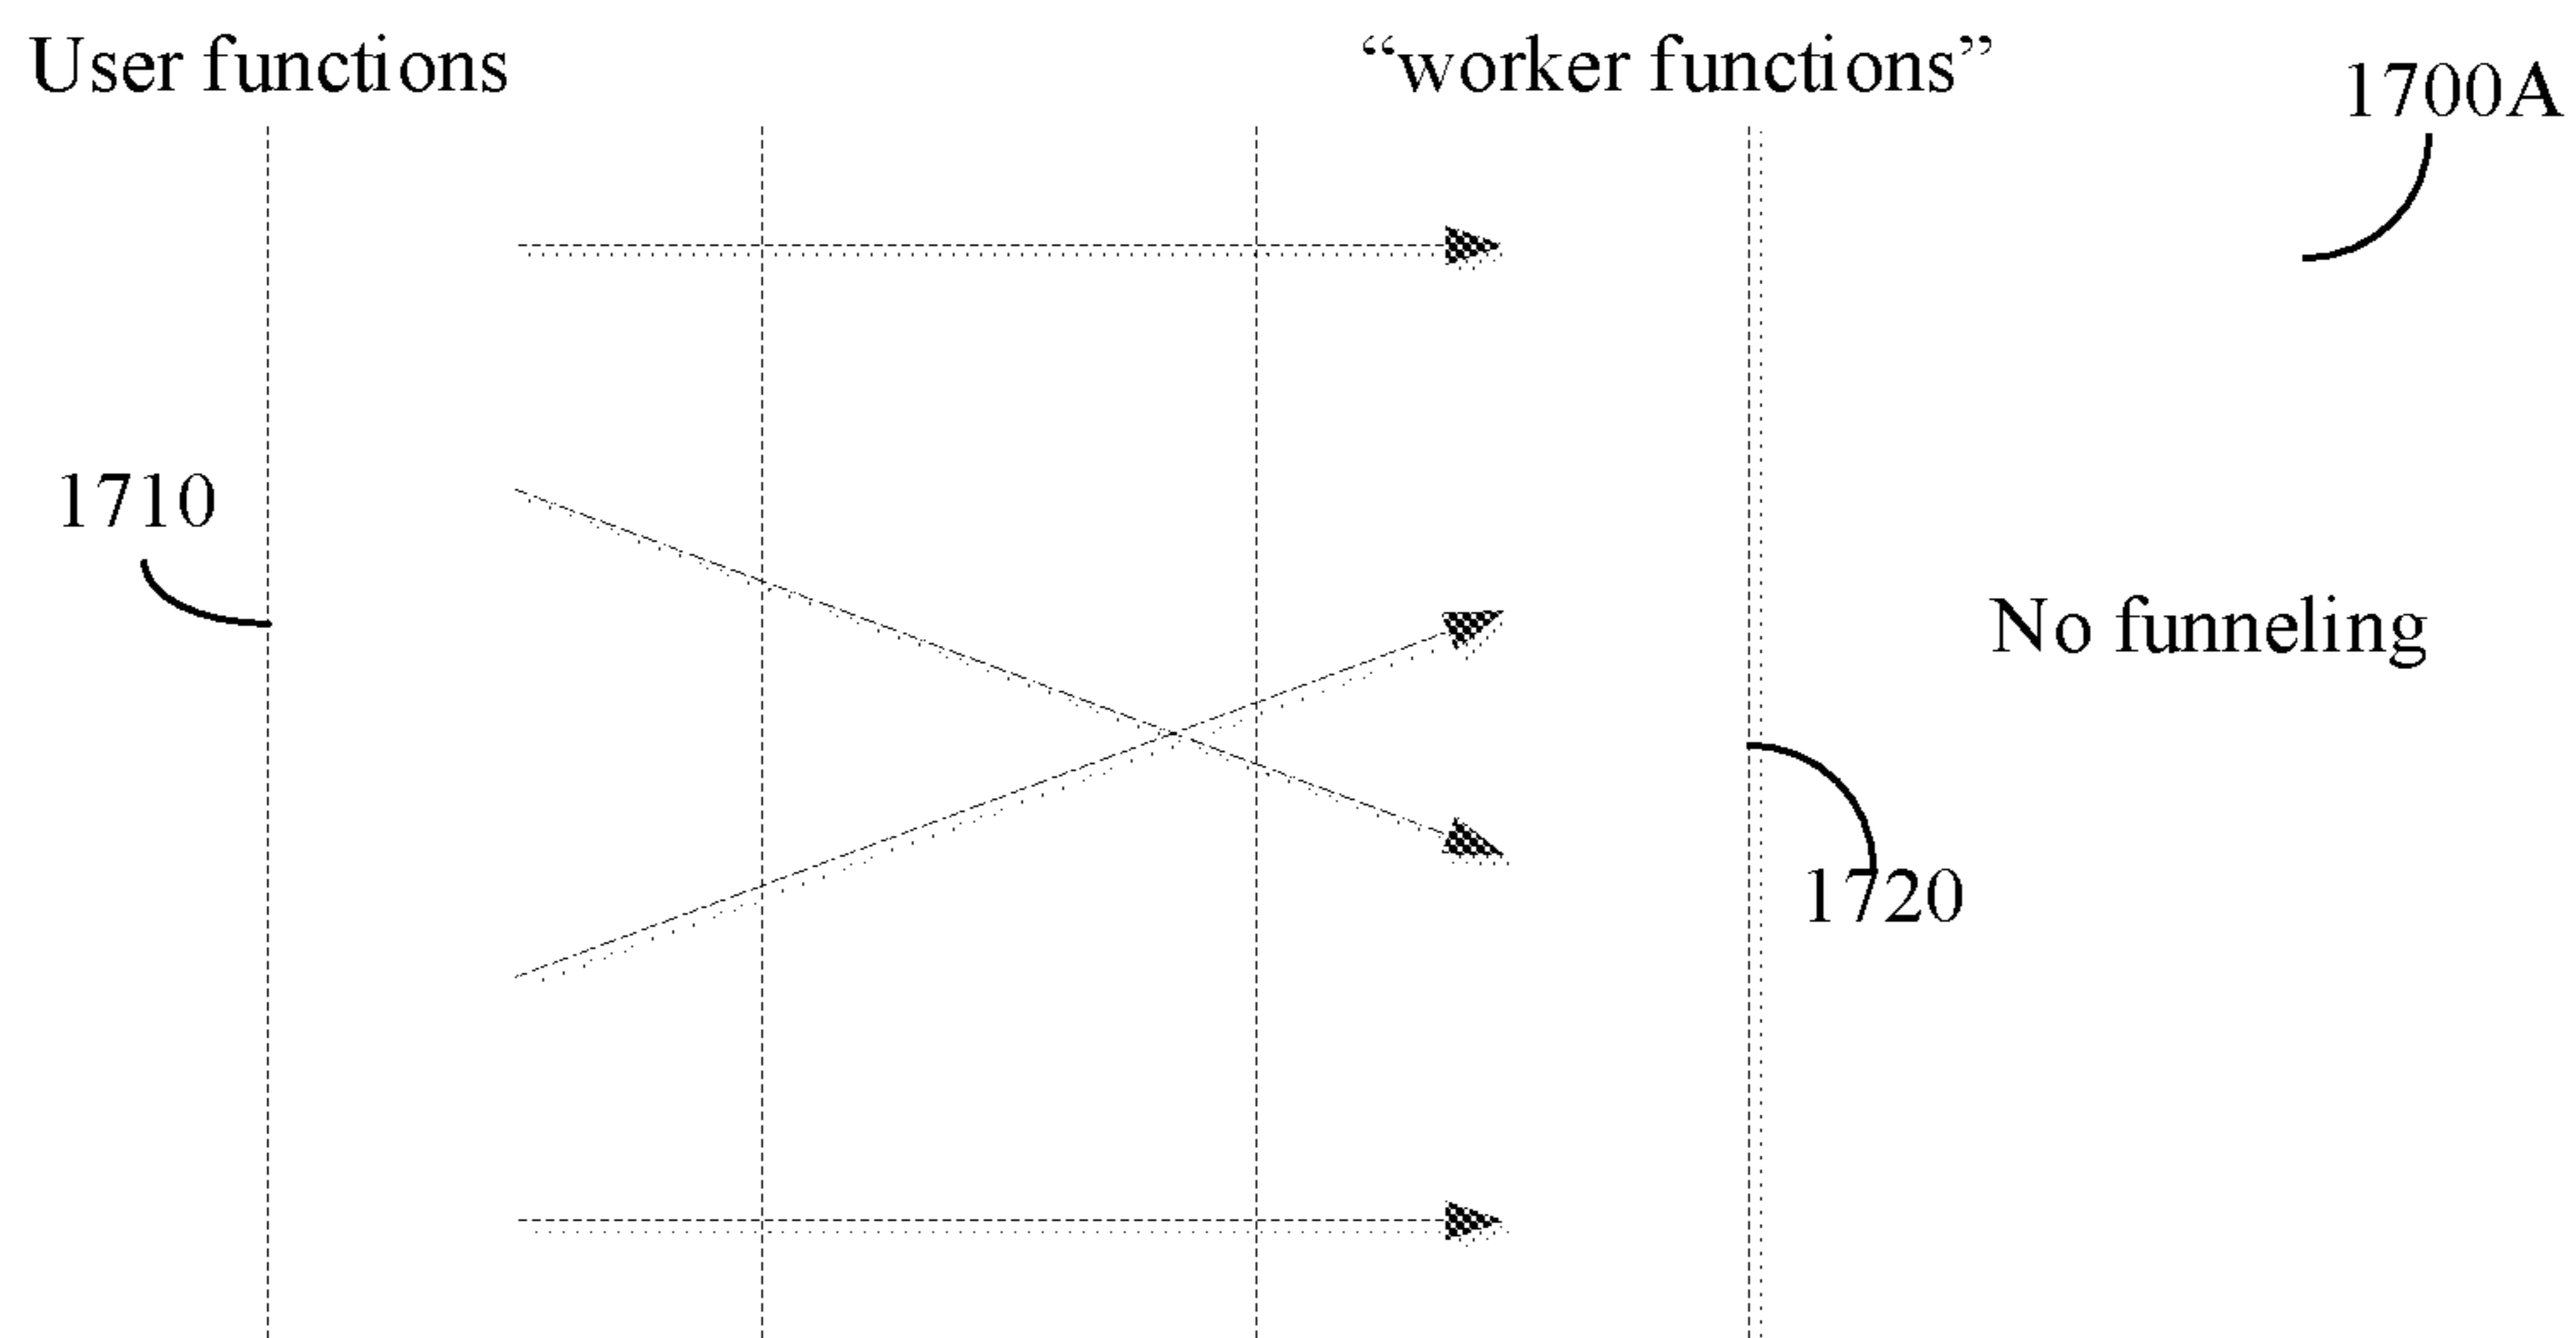 User functions
“worker functions”
1700A
1710
No funneling
1720